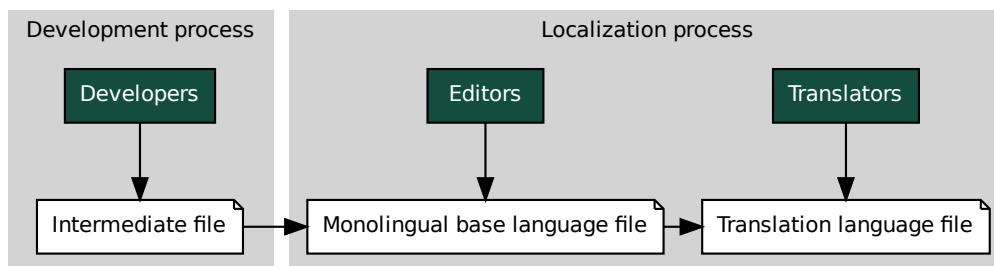 Development process
Localization process
Developers
Editors
Translators
Intermediate file
Monolingual base language file
Translation language file